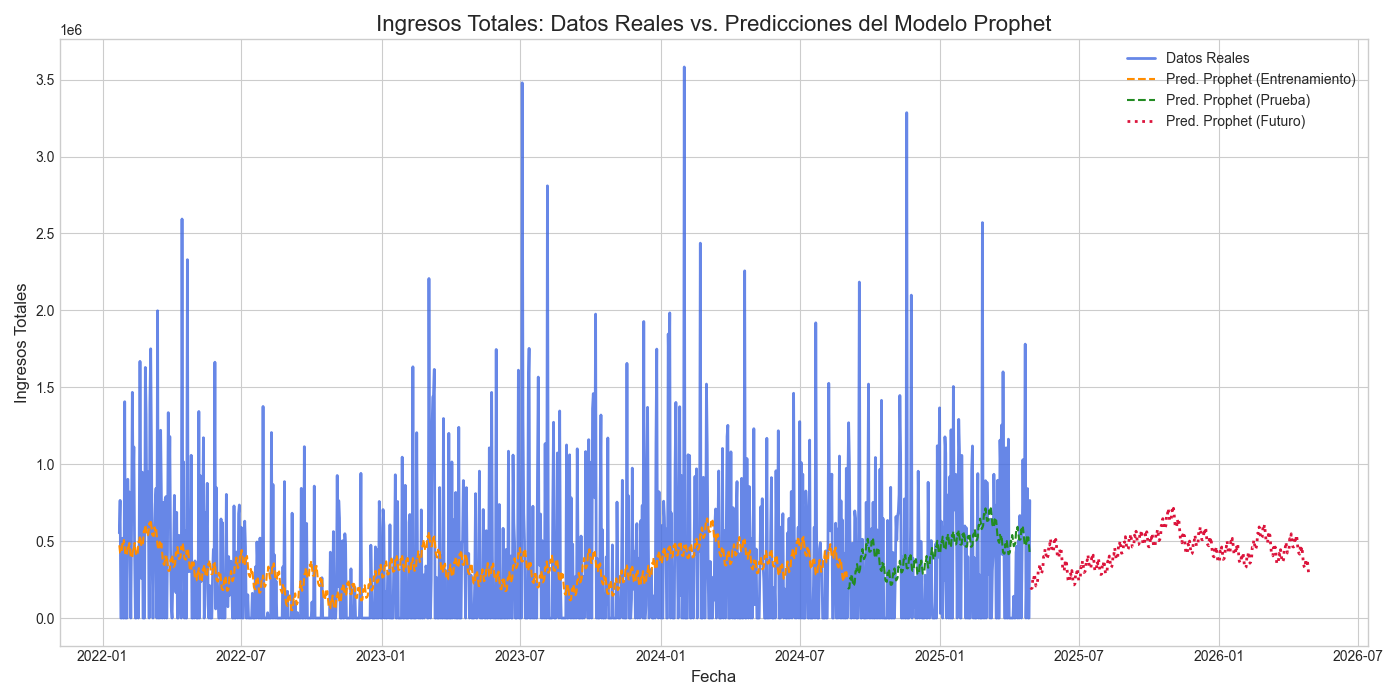 Ingresos Totales: Datos Reales vs. Predicciones del Modelo Prophet
1e6
Datos Reales
Pred. Prophet (Entrenamiento)
Pred. Prophet (Prueba)
Pred. Prophet (Futuro)
3.5
3.0
2.5
2.0
1.5
1.0
0.5
0.0
Ingresos Totales
2022-01 2022-07 2023-01 2023-07 2024-01 2024-07 2025-01 2025-07 2026-01 2026-07
Fecha